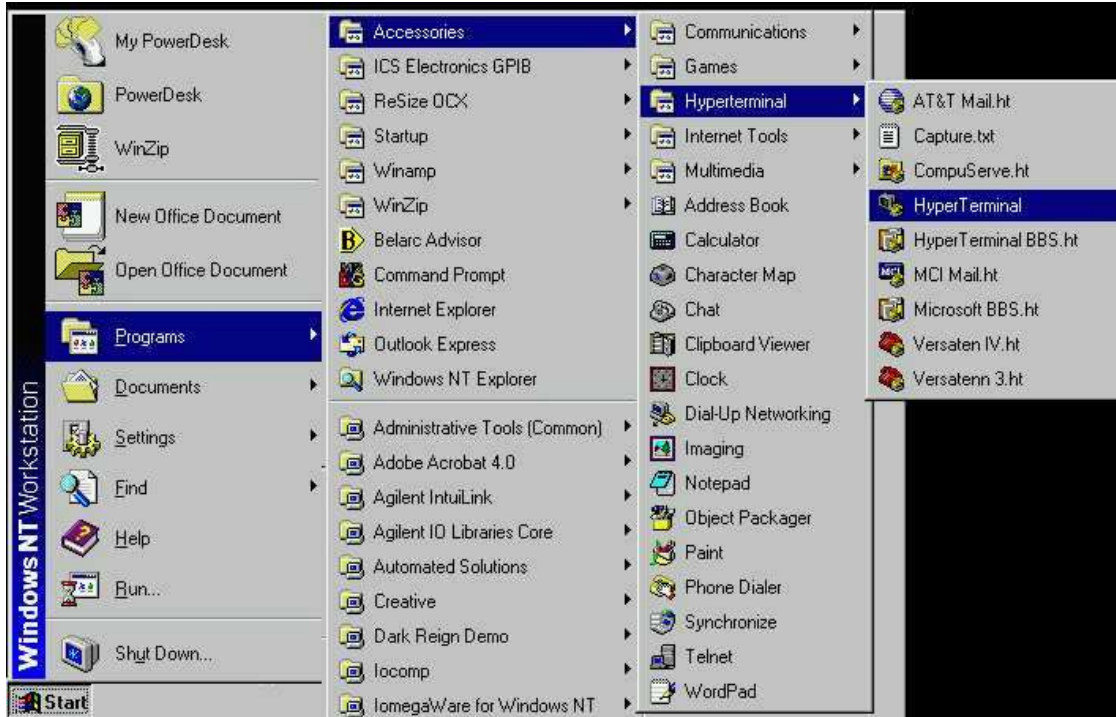 My PowerDesk
PowerDesk
WinZip
New Office Document
Open Office Document
Programs
Documents
Settings
Find
Help
Run...
Shut Down...
Windows NT Workstation
Start
Accessories
ICS Electronics GPIB
ReSize OCX
Startup
Winamp
WinZip
Belarc Advisor
Command Prompt
Internet Explorer
Outlook Express
Windows NT Explorer
Administrative Tools (Common)
Adobe Acrobat 4.0
Agilent IntuiLink
Agilent IO Libraries Core
Automated Solutions
Creative
Dark Reign Demo
Iocomp
IomegaWare for Windows NT
Communications
Games
Hyperterminal
Internet Tools
Multimedia
Address Book
Calculator
Character Map
Chat
Clipboard Viewer
Clock
Dial-Up Networking
Imaging
Notepad
Object Packager
Paint
Phone Dialer
Synchronize
Telnet
WordPad
AT&T Mail.ht
Capture.txt
CompuServe.ht
HyperTerminal
HyperTerminal BBS.ht
MCI Mail.ht
Microsoft BBS.ht
Versaten IV.ht
Versatenn 3.ht